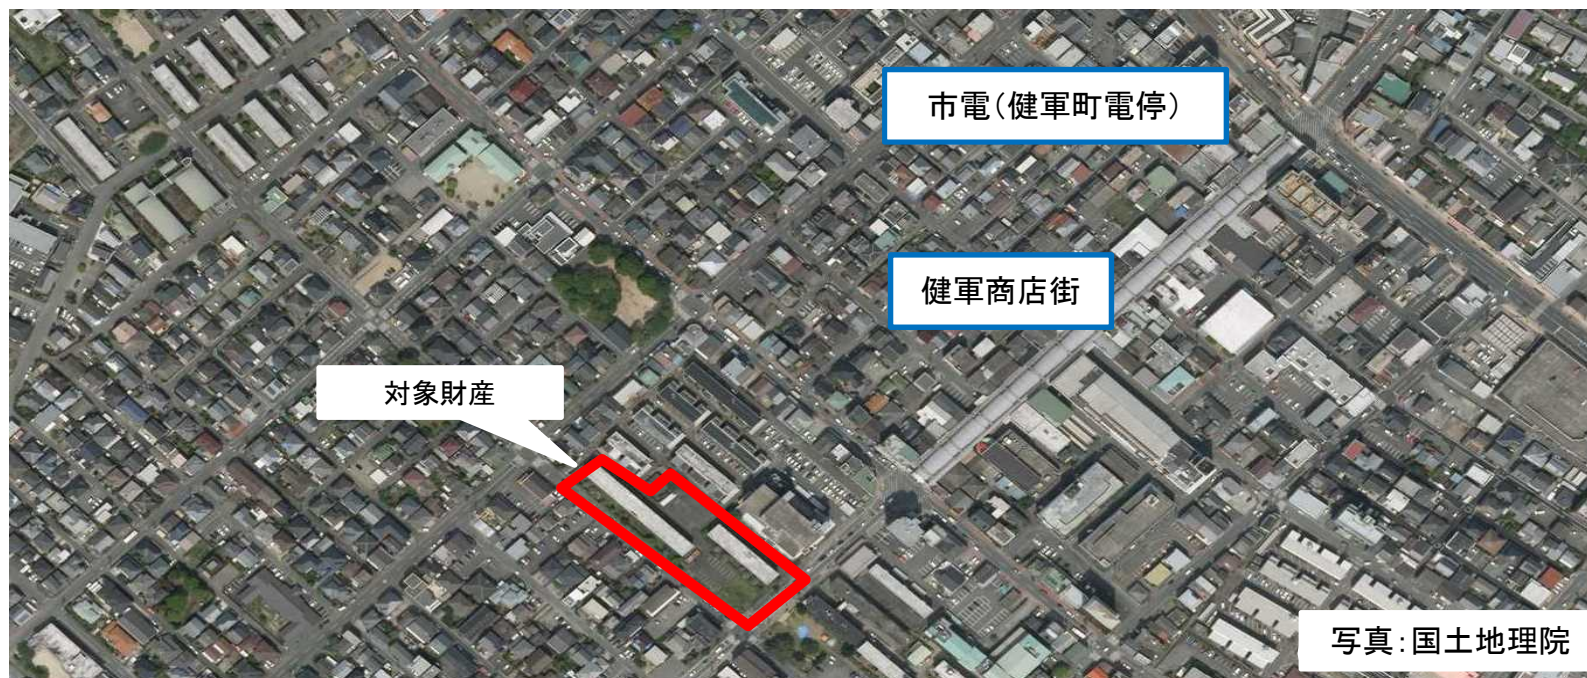 市電（健軍町電停）
健軍商店街
対象財産
写真：国土地理院